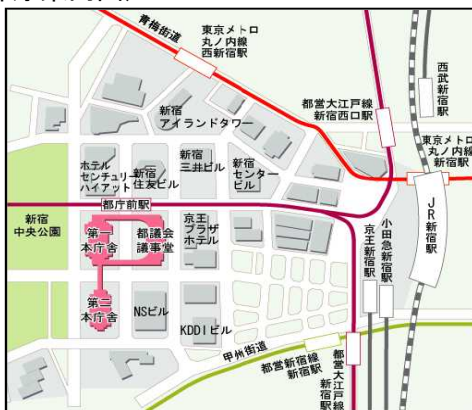 青梅街道
東京メトロ
丸ノ内線
西新宿駅
西武新宿駅
都営大江戸線
新宿西口駅
新宿
アイランドタワー
東京メトロ
丸ノ内線
新宿駅
ホテル
センチュリー
ハイアット
新宿
住友ビル
新宿
三井ビル
新宿
センター
ビル
都庁前駅
JR新宿駅
新宿
中央公園
第一
本庁舎
都議会
議事堂
京王
プラザ
ホテル
小田急新宿駅
京王新宿駅
第二
本庁舎
NSビル
KDDIビル
甲州街道
都営新宿線
新宿駅
都営大江戸線
新宿駅